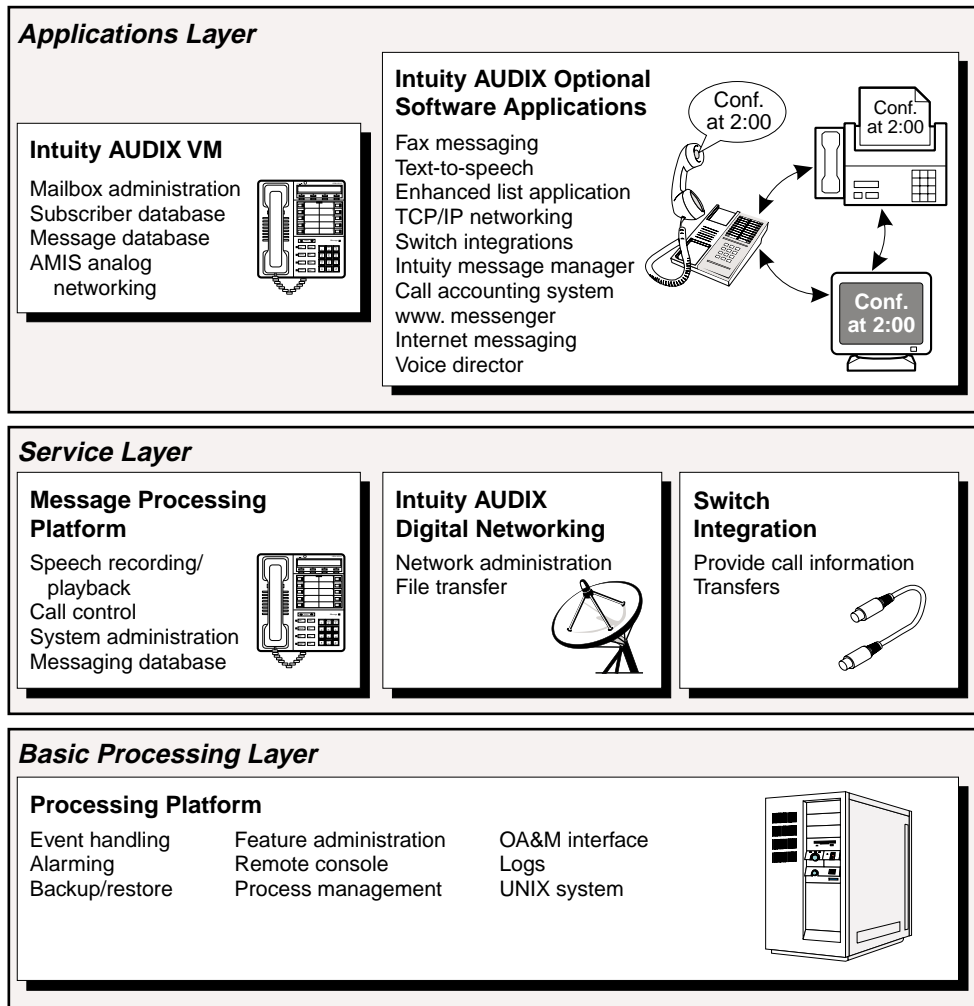 Applications Layer
Intuity AUDIX VM
Mailbox administration
Subscriber database
Message database
AMIS analog
networking
Intuity AUDIX Optional
Software Applications
Fax messaging
Text-to-speech
Enhanced list application
TCP/IP networking
Switch integrations
Intuity message manager
Call accounting system
www. messenger
Internet messaging
Voice director
Conf.
at 2:00
Conf.
at 2:00
Conf.
at 2:00
Service Layer
Message Processing
Platform
Speech recording/
playback
Call control
System administration
Messaging database
Intuity AUDIX
Digital Networking
Network administration
File transfer
Switch
Integration
Provide call information
Transfers
Basic Processing Layer
Processing Platform
Event handling
Alarming
Backup/restore
Feature administration
Remote console
Process management
OA&M interface
Logs
UNIX system